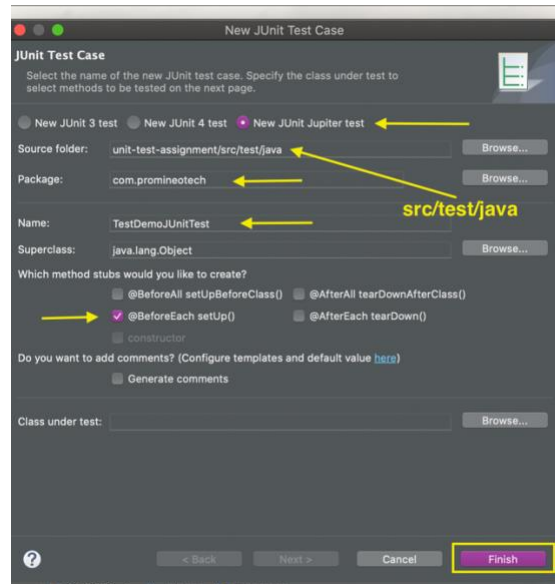 New JUnit Test Case
JUnit Test Case
Select the name of the new JUnit test case. Specify the class under test to
select methods to be tested on the next page.
New JUnit 3 test New JUnit 4 test New JUnit Jupiter test
Source folder: unit-test-assignment/src/test/java Browse...
Package: com.promineotech Browse...
src/test/java
Name: TestDemoJUnitTest
Superclass: java.lang.Object Browse...
Which method stubs would you like to create?
@BeforeAll setUpBeforeClass() @AfterAll tearDownAfterClass()
@BeforeEach setUp() @AfterEach tearDown()
constructor
Do you want to add comments? (Configure templates and default value here)
Generate comments
Class under test: Browse...
? < Back Next > Cancel Finish